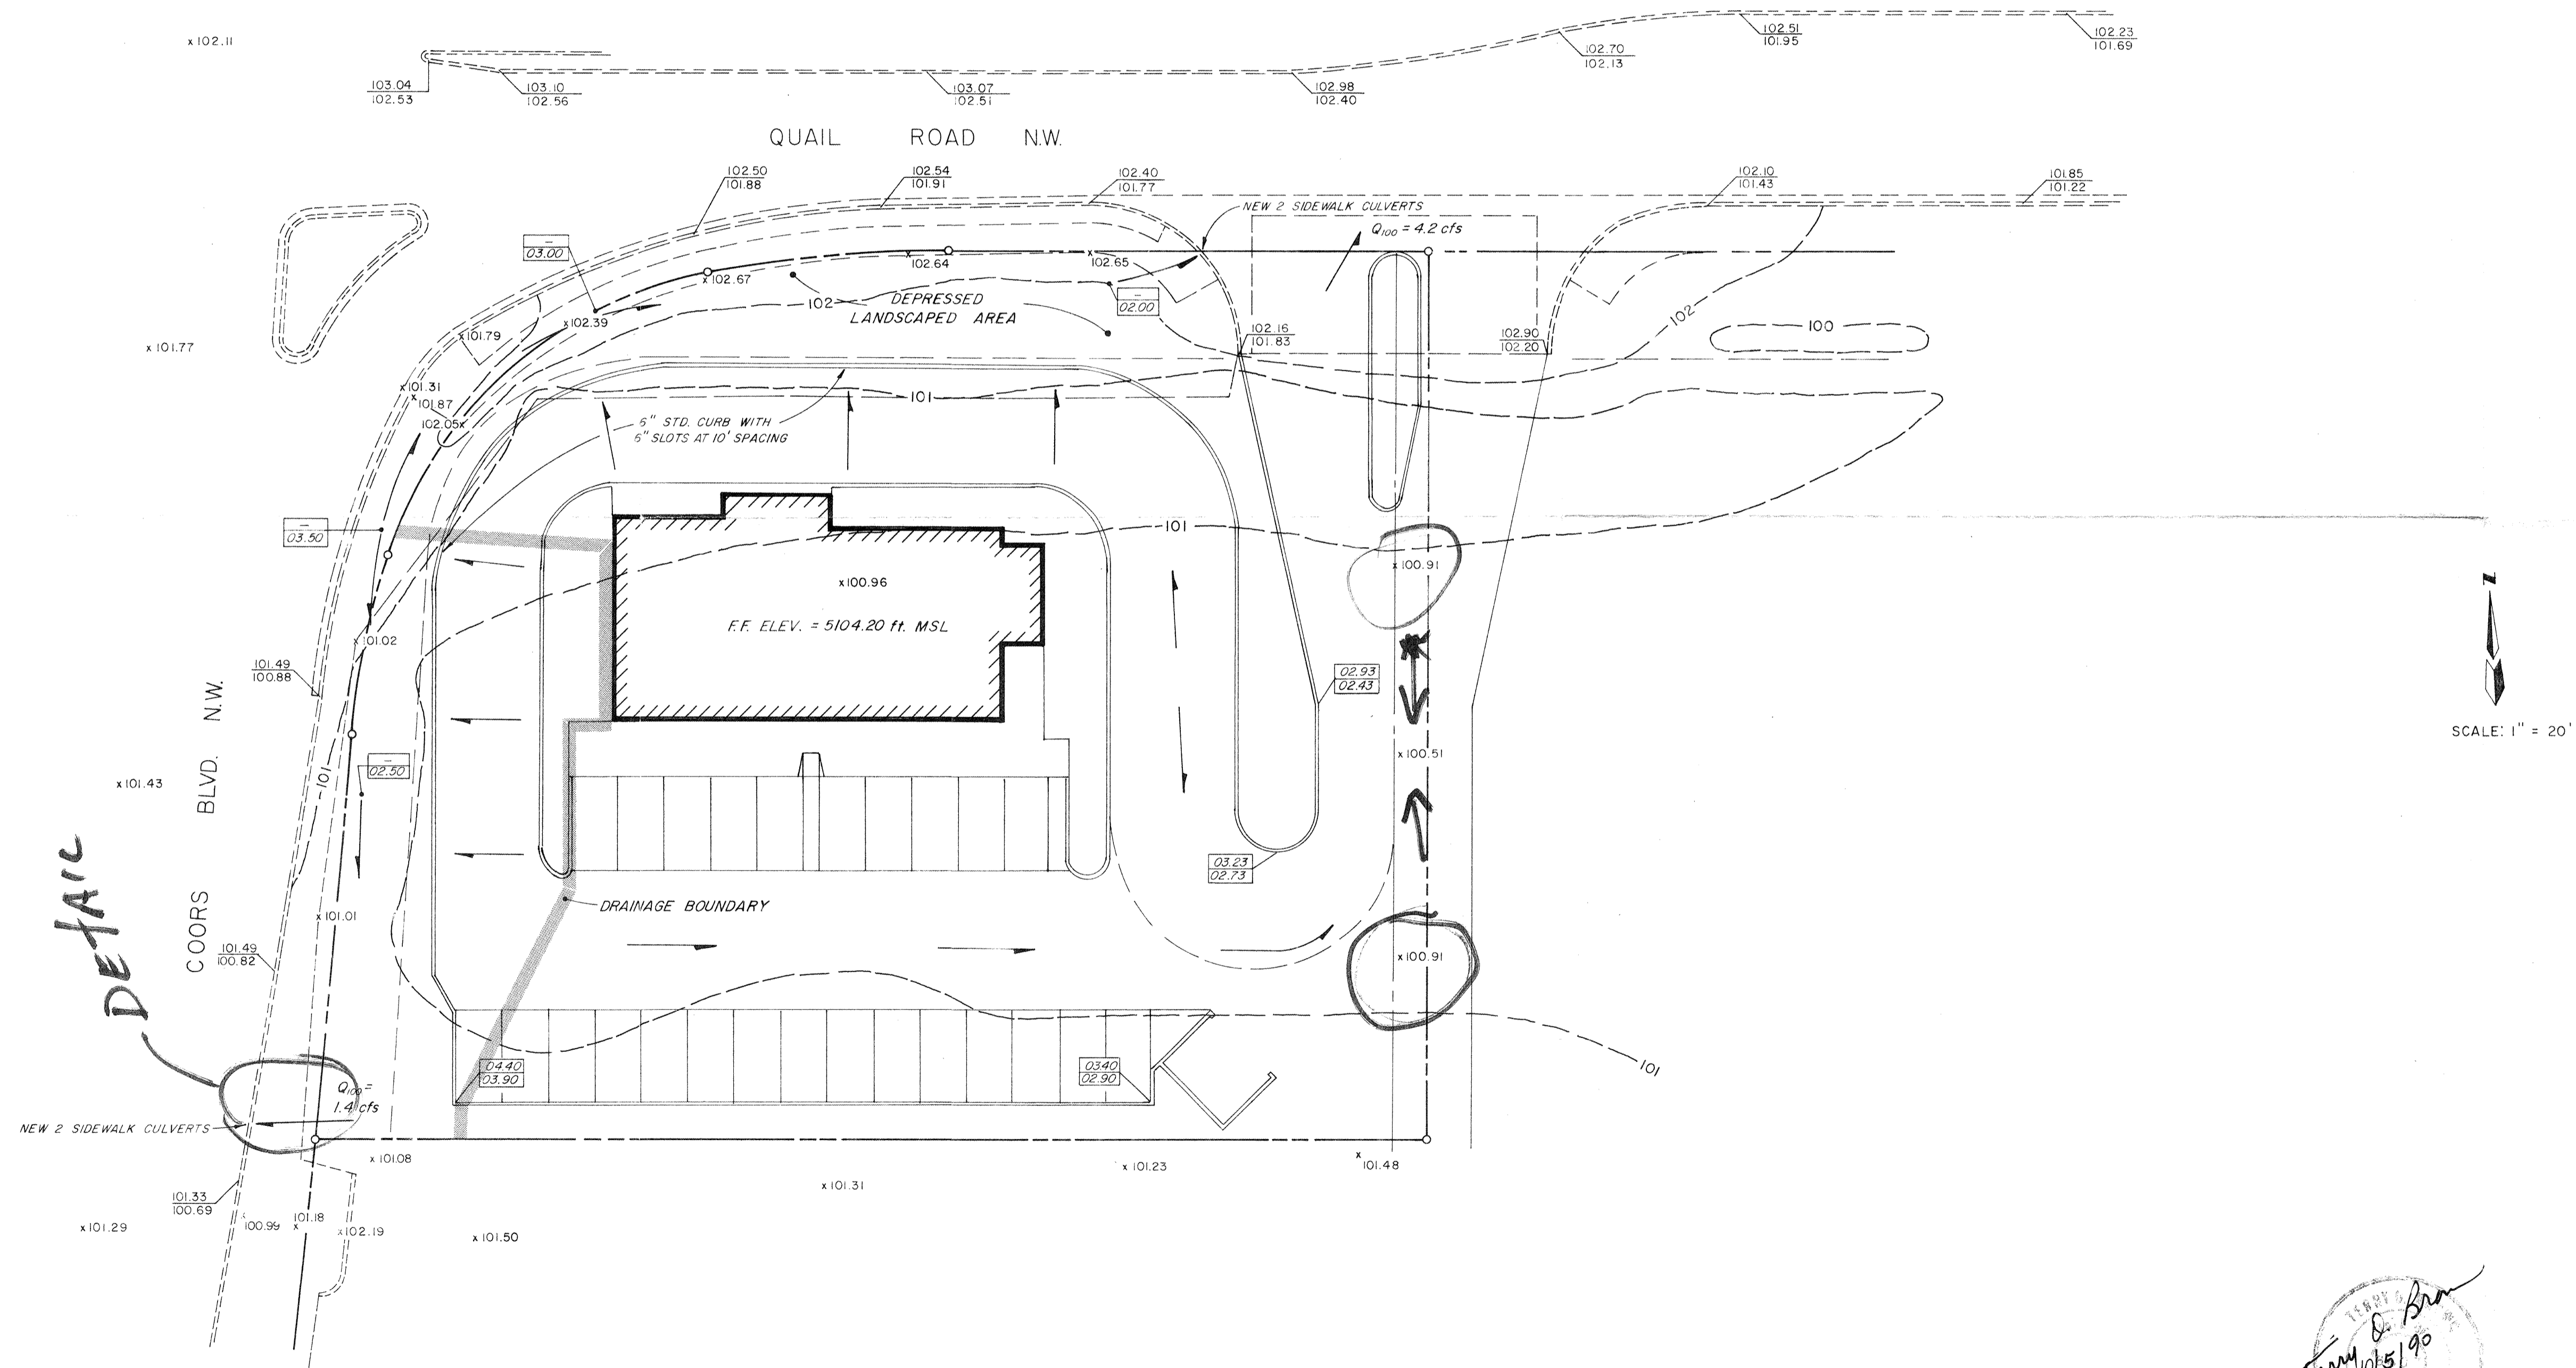 x 102.11
103.04
102.53
103.10
102.56
103.07
102.51
102.98
102.40
102.70
102.13
102.51
101.95
102.23
101.69
QUAIL ROAD N.W.
102.50
101.88
102.54
101.91
102.40
101.77
102.10
101.43
101.85
101.22
NEW 2 SIDEWALK CULVERTS
Q100 = 4.2 cfs
–
03.00
x 102.67
x 102.64
x 102.65
102
DEPRESSED
LANDSCAPED AREA
–
02.00
x 102.39
x 101.79
x 101.77
102.16
101.83
102.90
102.20
102
100
x 101.31
x 101.87
102.05x
101
6" STD. CURB WITH
6" SLOTS AT 10' SPACING
–
03.50
101
x 100.91
x 100.96
F.F. ELEV. = 5104.20 ft. MSL
N
x 101.02
101.49
100.88
02.93
02.43
SCALE: 1" = 20'
x 100.51
–
02.50
101
x 101.43
COORS BLVD. N.W.
DETAIL
03.23
02.73
DRAINAGE BOUNDARY
x 101.01
101.49
100.82
x 100.91
04.40
03.90
03.40
02.90
101
Q100 =
1.4 cfs
NEW 2 SIDEWALK CULVERTS
x 101.08
x 101.23
x
101.48
x 101.31
101.33
100.69
x 101.29
x 100.99
101.18
x
x 102.19
x 101.50
Terry O. Brown